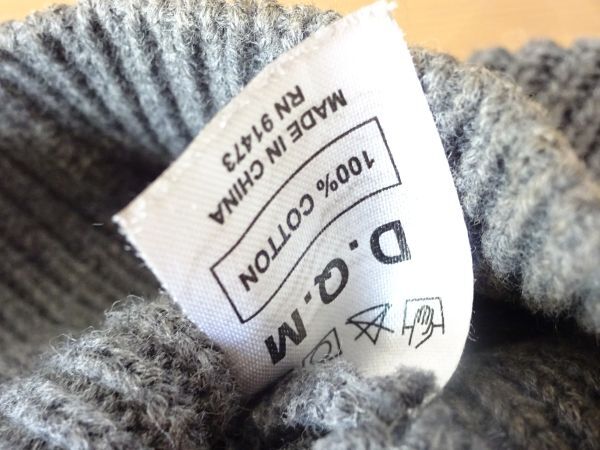 D.Q.M
100% COTTON
MADE IN CHINA
RN 91473